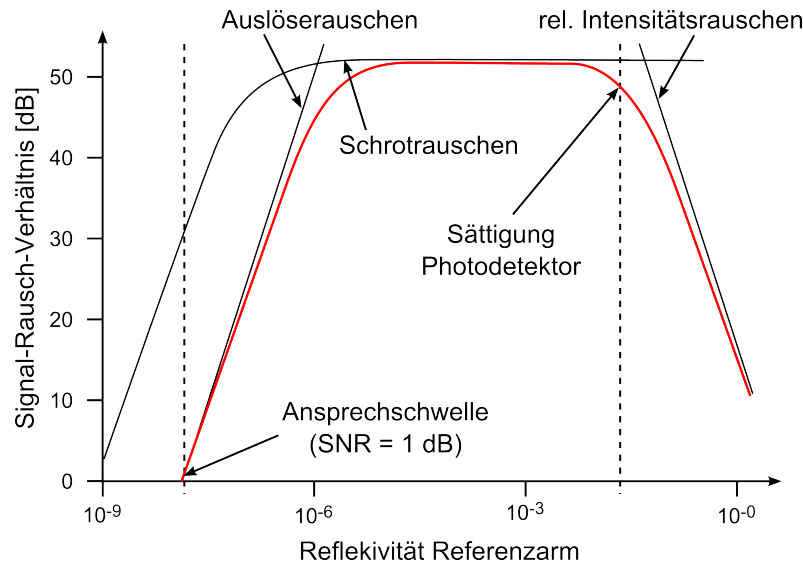 Auslöserauschen
rel. Intensitätsrauschen
Signal-Rausch-Verhältnis [dB]
50
40
30
20
10
0
Schrotrauschen
Sättigung
Photodetektor
Ansprechschwelle
(SNR = 1 dB)
10^-9
10^-6
10^-3
10^-0
Reflekivität Referenzarm